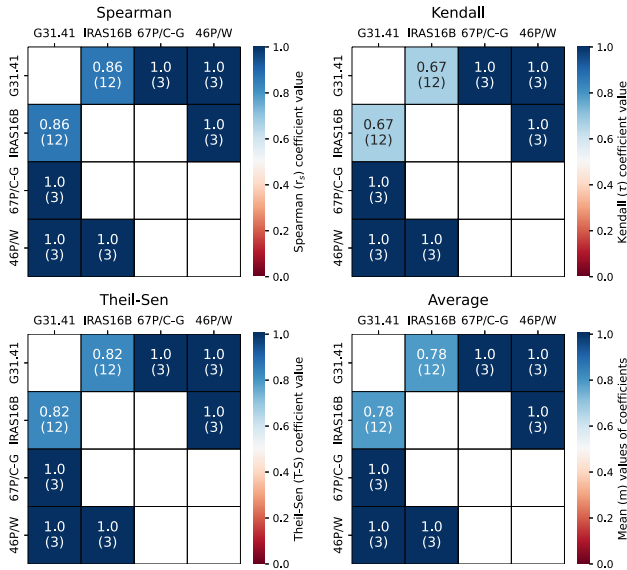 Spearman
G31.41 IRAS16B 67P/C–G 46P/W
G31.41
0.86 (12)
1.0 (3)
1.0 (3)
IRAS16B
0.86 (12)
1.0 (3)
67P/C–G
1.0 (3)
46P/W
1.0 (3)
1.0 (3)
1.0
0.8
0.6
0.4
0.2
0.0
Spearman (rₛ) coefficient value
Kendall
G31.41 IRAS16B 67P/C–G 46P/W
G31.41
0.67 (12)
1.0 (3)
1.0 (3)
IRAS16B
0.67 (12)
1.0 (3)
67P/C–G
1.0 (3)
46P/W
1.0 (3)
1.0 (3)
1.0
0.8
0.6
0.4
0.2
0.0
Kendall (τ) coefficient value
Theil-Sen
G31.41 IRAS16B 67P/C–G 46P/W
G31.41
0.82 (12)
1.0 (3)
1.0 (3)
IRAS16B
0.82 (12)
1.0 (3)
67P/C–G
1.0 (3)
46P/W
1.0 (3)
1.0 (3)
1.0
0.8
0.6
0.4
0.2
0.0
Theil-Sen (T-S) coefficient value
Average
G31.41 IRAS16B 67P/C–G 46P/W
G31.41
0.78 (12)
1.0 (3)
1.0 (3)
IRAS16B
0.78 (12)
1.0 (3)
67P/C–G
1.0 (3)
46P/W
1.0 (3)
1.0 (3)
1.0
0.8
0.6
0.4
0.2
0.0
Mean (m) values of coefficients